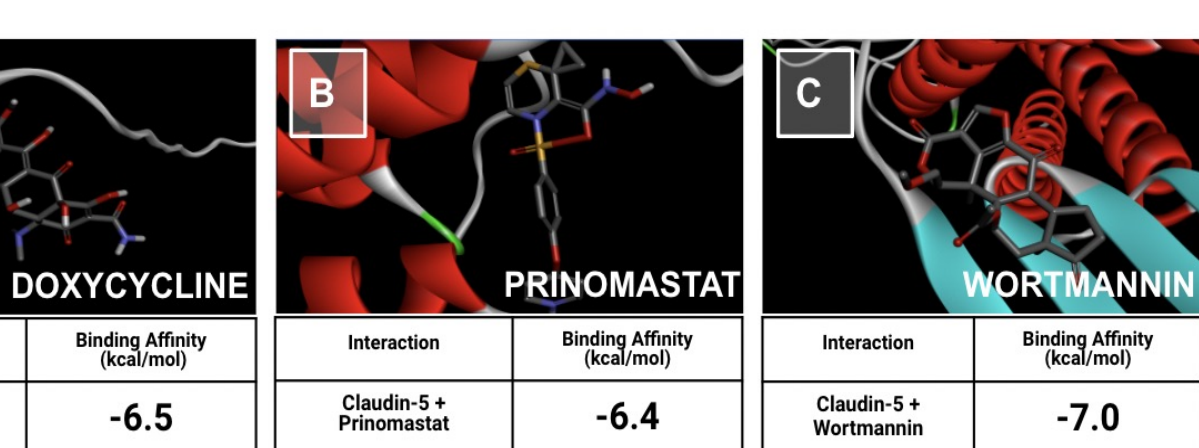 DOXYCYCLINE
Binding Affinity
(kcal/mol)
-6.5
B
PRINOMASTAT
Interaction
Binding Affinity
(kcal/mol)
Claudin-5 +
Prinomastat
-6.4
C
WORTMANNIN
Interaction
Binding Affinity
(kcal/mol)
Claudin-5 +
Wortmannin
-7.0